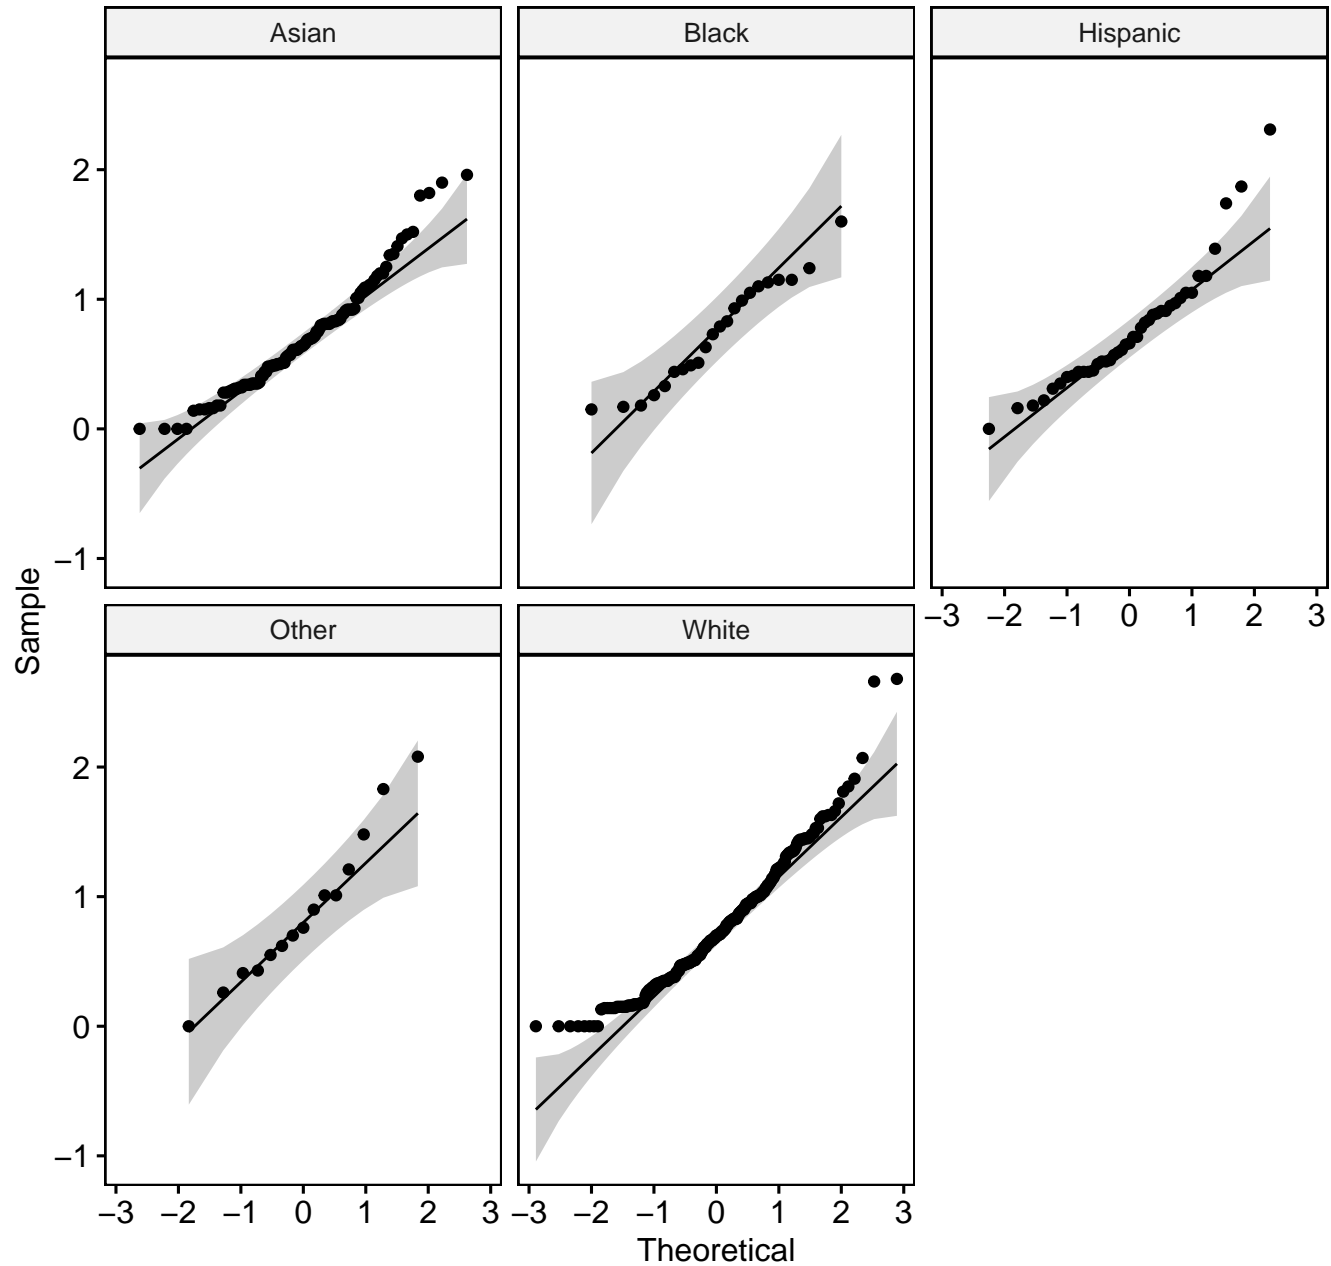 Asian Black Hispanic
2
1
0
−1
−3 −2 −1 0 1 2 3
Sample
Other White
2
1
0
−1
−3 −2 −1 0 1 2 3 −3 −2 −1 0 1 2 3
Theoretical